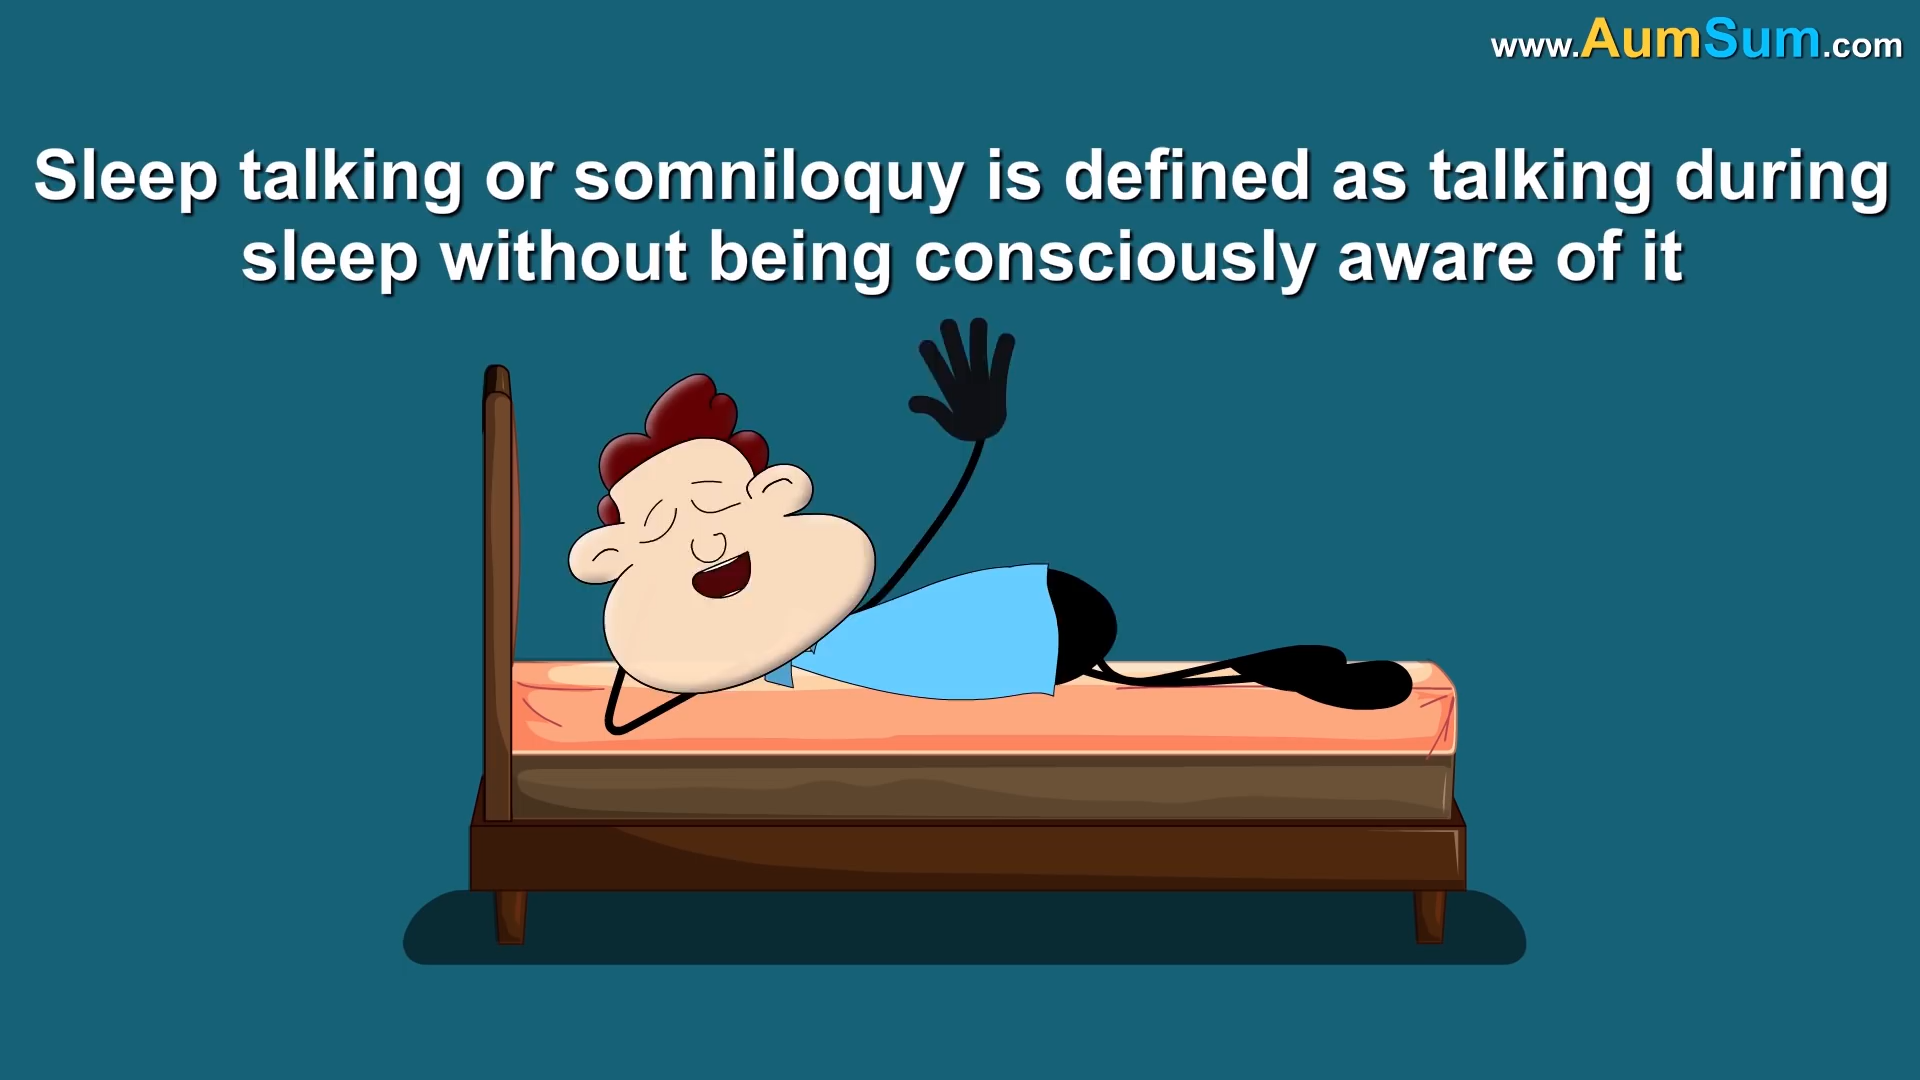 www.AumSum.com
Sleep talking or somniloquy is defined as talking during
sleep without being consciously aware of it